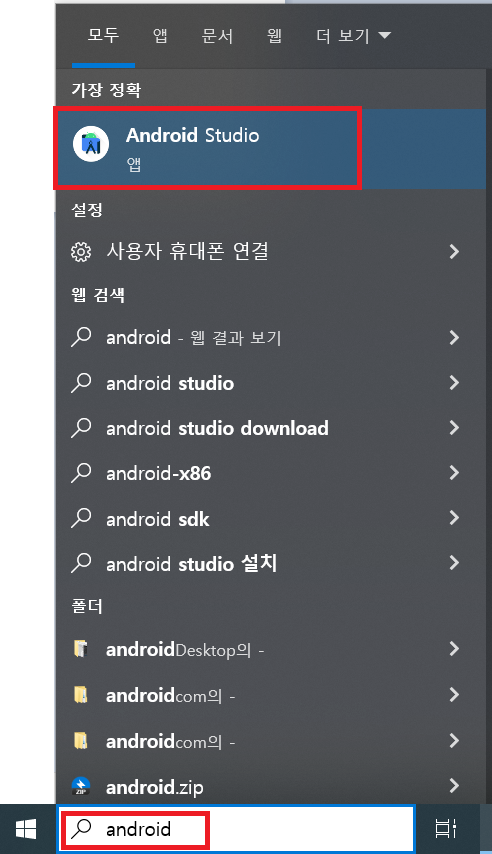 모두 앱 문서 웹 더 보기
가장 정확
Android Studio
앱
설정
사용자 휴대폰 연결
웹 검색
android - 웹 결과 보기
android studio
android studio download
android-x86
android sdk
android studio 설치
폴더
androidDesktop의 -
androidcom의 -
androidcom의 -
ZIP
android.zip
android